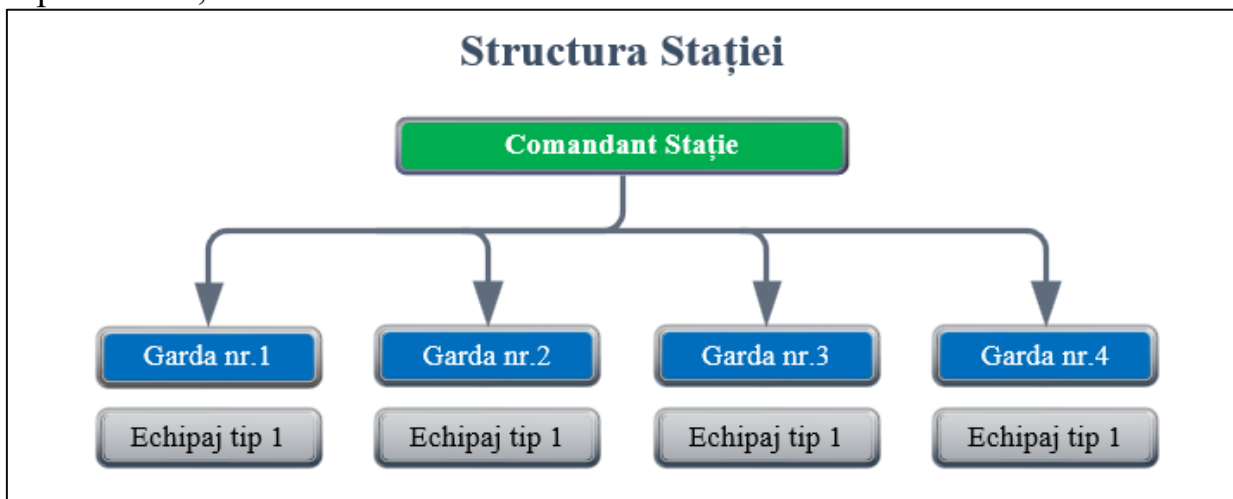 Structura Stației
Comandant Stație
Garda nr.1
Garda nr.2
Garda nr.3
Garda nr.4
Echipaj tip 1
Echipaj tip 1
Echipaj tip 1
Echipaj tip 1